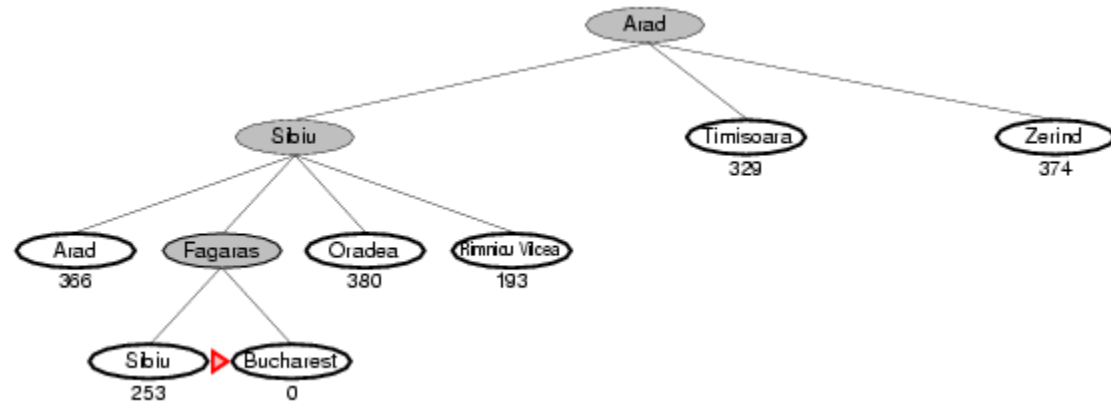 Arad
Sibiu
Timisoara
Zerind
329
374
Arad
Fagaras
Oradea
Rimnicu Vilcea
366
380
193
Sibiu
Bucharest
253
0